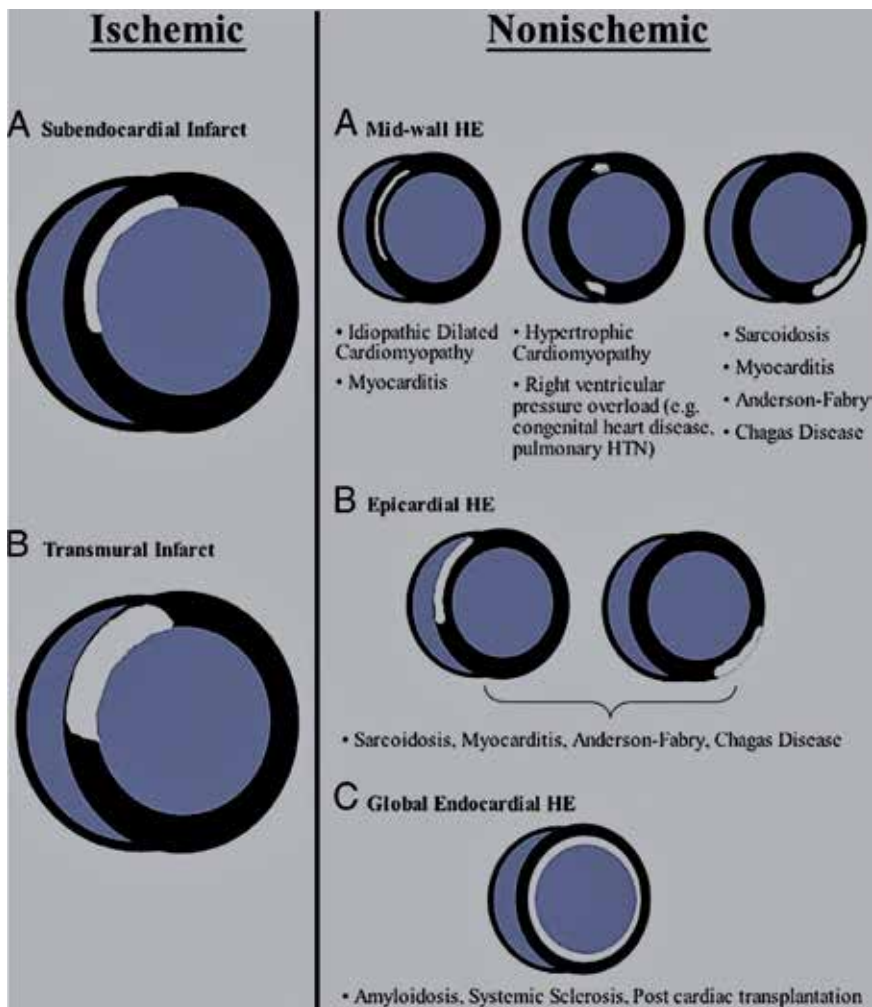 Ischemic
A Subendocardial Infarct
B Transmural Infarct
Nonischemic
A Mid-wall HE
• Idiopathic Dilated
Cardiomyopathy
• Myocarditis
• Hypertrophic
Cardiomyopathy
• Right ventricular
pressure overload (e.g.
congenital heart disease,
pulmonary HTN)
• Sarcoidosis
• Myocarditis
• Anderson-Fabry
• Chagas Disease
B Epicardial HE
• Sarcoidosis, Myocarditis, Anderson-Fabry, Chagas Disease
C Global Endocardial HE
• Amyloidosis, Systemic Sclerosis, Post cardiac transplantation